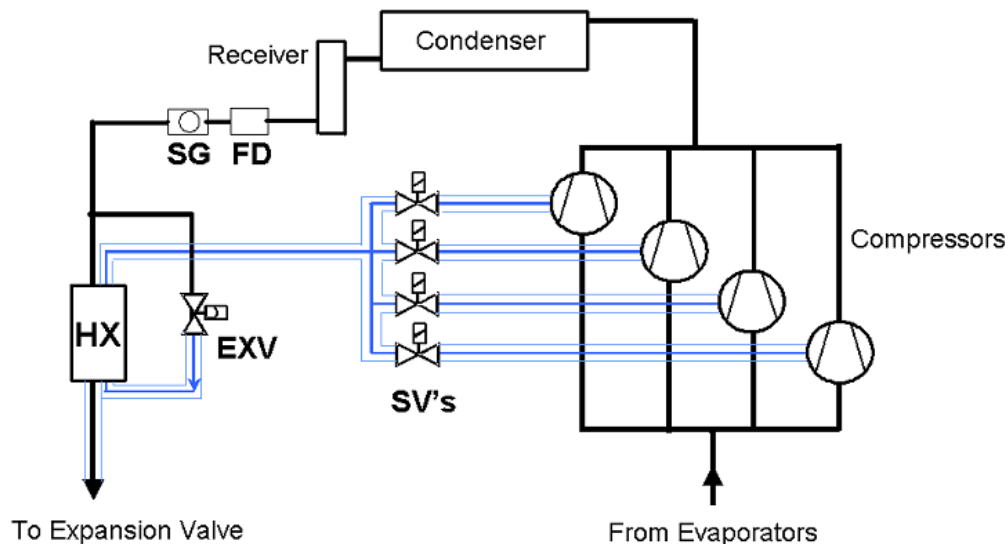 Condenser
Receiver
SG
FD
Compressors
HX
EXV
SV's
To Expansion Valve
From Evaporators